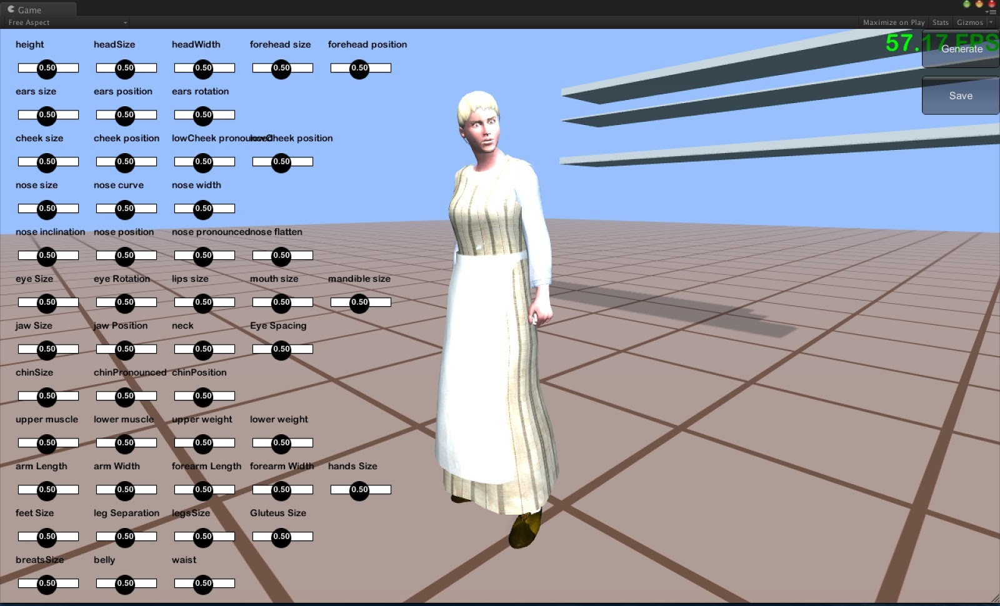 Game
Free Aspect Maximize on Play Stats Gizmos
57.17 FPS
Generate
Save
height headSize headWidth forehead size forehead position
0.50 0.50 0.50 0.50 0.50
ears size ears position ears rotation
0.50 0.50 0.50
cheek size cheek position lowCheek pronounced lowCheek position
0.50 0.50 0.50 0.50
nose size nose curve nose width
0.50 0.50 0.50
nose inclination nose position nose pronounced nose flatten
0.50 0.50 0.50 0.50
eye Size eye Rotation lips size mouth size mandible size
0.50 0.50 0.50 0.50 0.50
jaw Size jaw Position neck Eye Spacing
0.50 0.50 0.50 0.50
chinSize chinPronounced chinPosition
0.50 0.50 0.50
upper muscle lower muscle upper weight lower weight
0.50 0.50 0.50 0.50
arm Length arm Width forearm Length forearm Width hands Size
0.50 0.50 0.50 0.50 0.50
feet Size leg Separation legsSize Gluteus Size
0.50 0.50 0.50 0.50
breatsSize belly waist
0.50 0.50 0.50